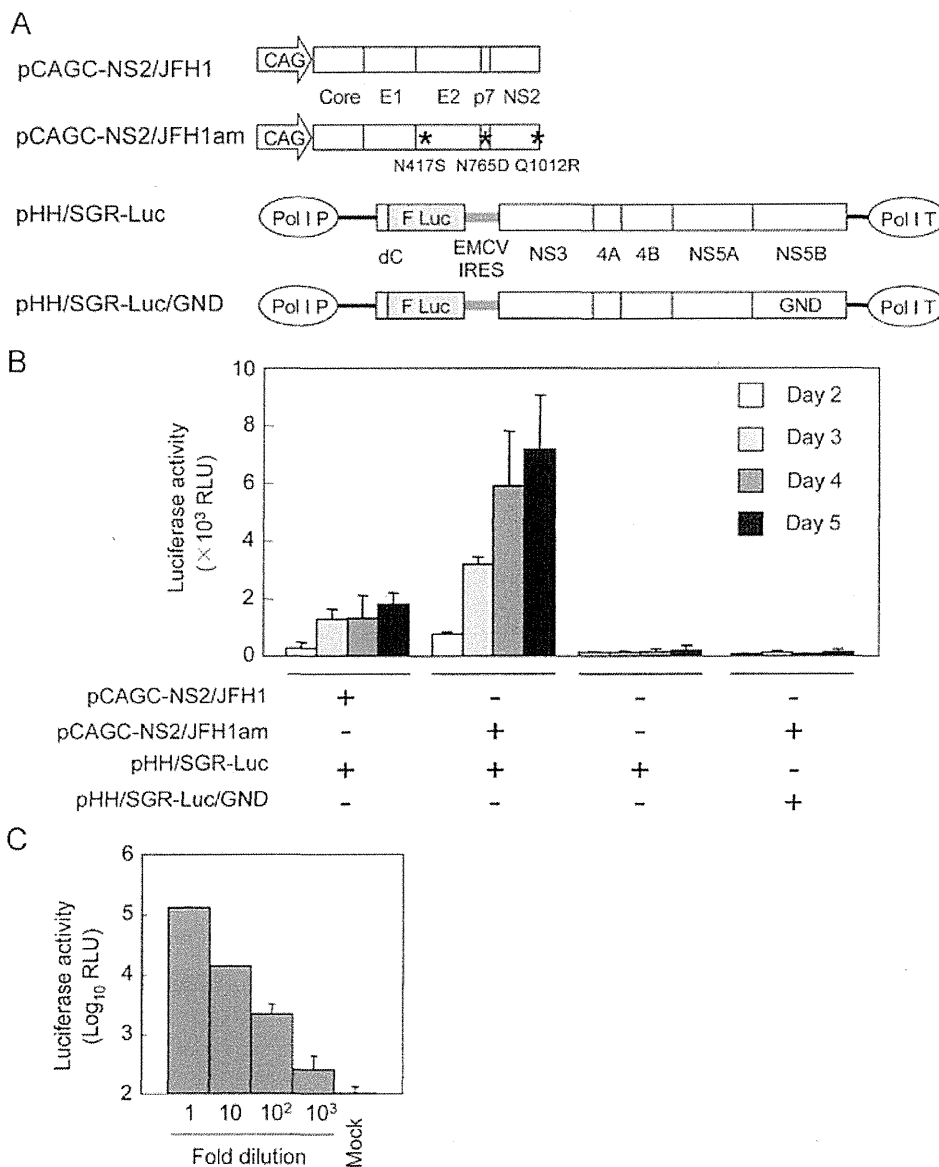 A
pCAGC-NS2/JFH1
CAG
Core E1 E2 p7 NS2
pCAGC-NS2/JFH1am
CAG
* * *
N417S N765D Q1012R
pHH/SGR-Luc
Pol I P F Luc Pol I T
dC EMCV IRES NS3 4A 4B NS5A NS5B
pHH/SGR-Luc/GND
Pol I P F Luc GND Pol I T
B
Luciferase activity
(×10³ RLU)
10
8
6
4
2
0
Day 2
Day 3
Day 4
Day 5
pCAGC-NS2/JFH1 + - - -
pCAGC-NS2/JFH1am - + - +
pHH/SGR-Luc + + + -
pHH/SGR-Luc/GND - - - +
C
Luciferase activity
(Log₁₀ RLU)
6
5
4
3
2
1 10 10² 10³ Mock
Fold dilution